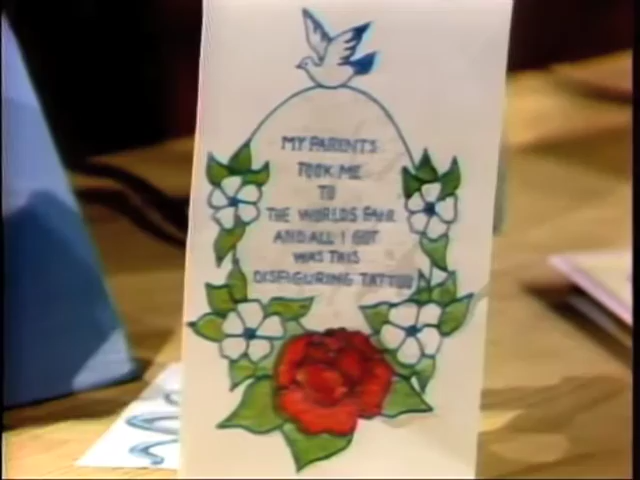 MY PARENTS
TOOK ME
TO
THE WORLDS FAIR
AND ALL I GOT
WAS THIS
DISFIGURING TATTOO